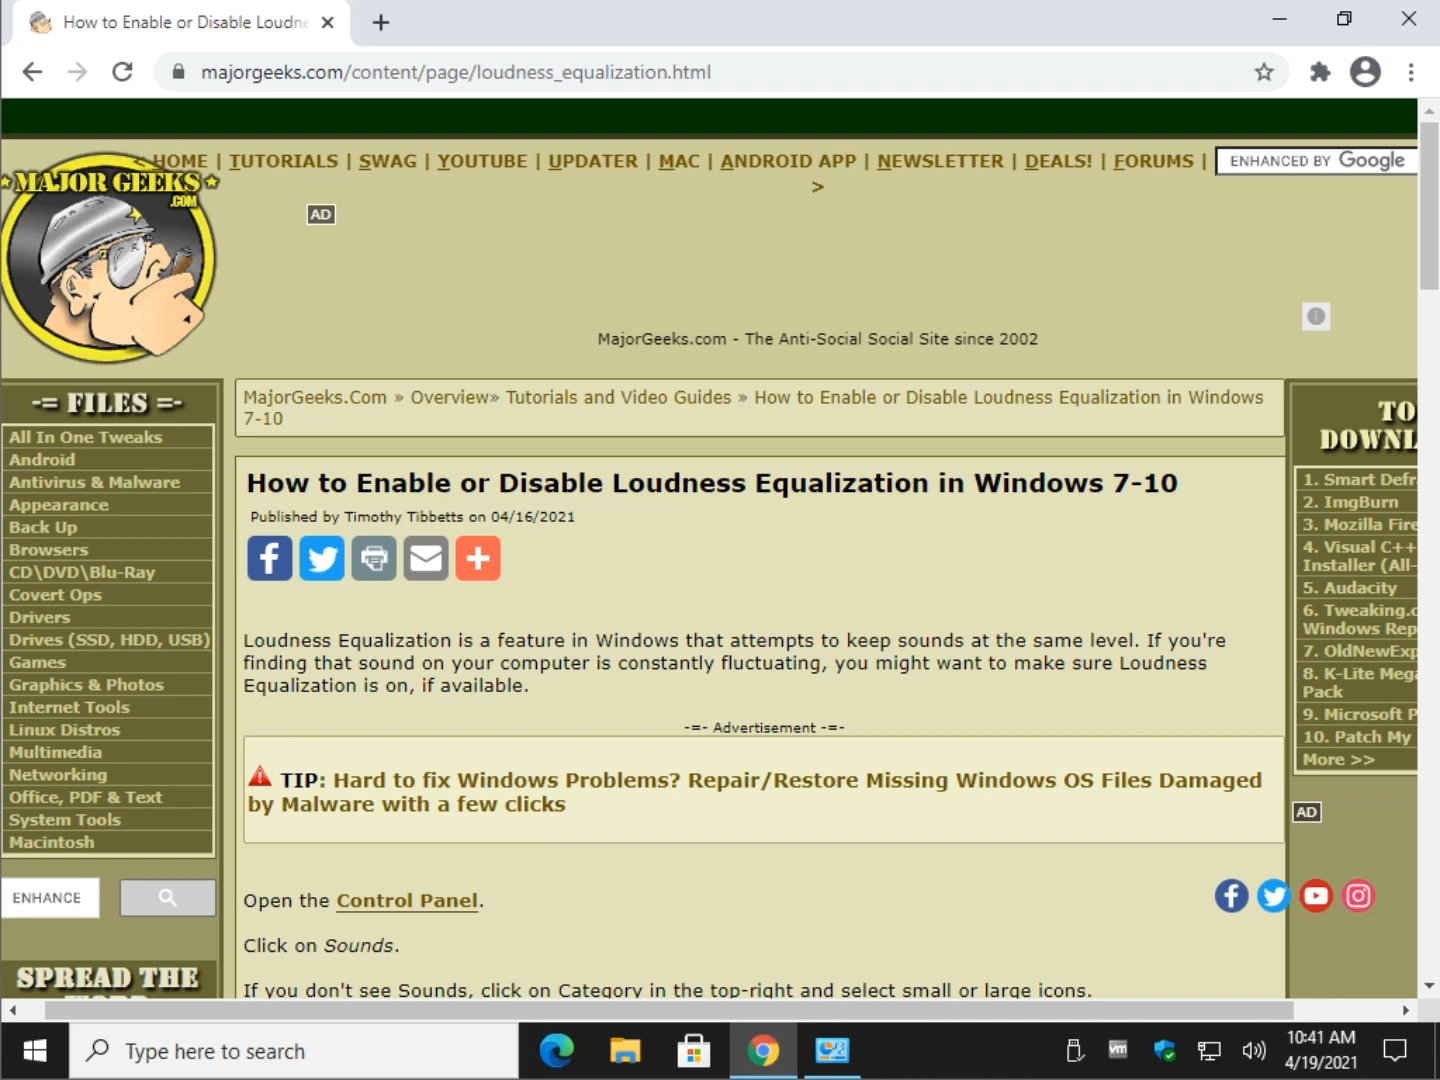 How to Enable or Disable Loudne
majorgeeks.com/content/page/loudness_equalization.html
MAJOR GEEKS
.COM
< HOME | TUTORIALS | SWAG | YOUTUBE | UPDATER | MAC | ANDROID APP | NEWSLETTER | DEALS! | FORUMS |
>
ENHANCED BY Google
AD
MajorGeeks.com - The Anti-Social Social Site since 2002
-= FILES =-
All In One Tweaks
Android
Antivirus & Malware
Appearance
Back Up
Browsers
CD\DVD\Blu-Ray
Covert Ops
Drivers
Drives (SSD, HDD, USB)
Games
Graphics & Photos
Internet Tools
Linux Distros
Multimedia
Networking
Office, PDF & Text
System Tools
Macintosh
ENHANCE
SPREAD THE
MajorGeeks.Com » Overview» Tutorials and Video Guides » How to Enable or Disable Loudness Equalization in Windows
7-10
How to Enable or Disable Loudness Equalization in Windows 7-10
Published by Timothy Tibbetts on 04/16/2021
Loudness Equalization is a feature in Windows that attempts to keep sounds at the same level. If you're
finding that sound on your computer is constantly fluctuating, you might want to make sure Loudness
Equalization is on, if available.
-=- Advertisement -=-
TIP: Hard to fix Windows Problems? Repair/Restore Missing Windows OS Files Damaged
by Malware with a few clicks
Open the Control Panel.
Click on Sounds.
If you don't see Sounds, click on Category in the top-right and select small or large icons.
TO
DOWNL
1. Smart Defr
2. ImgBurn
3. Mozilla Fire
4. Visual C++
Installer (All-
5. Audacity
6. Tweaking.c
Windows Rep
7. OldNewExp
8. K-Lite Mega
Pack
9. Microsoft P
10. Patch My
More >>
AD
Type here to search
vm
10:41 AM
4/19/2021